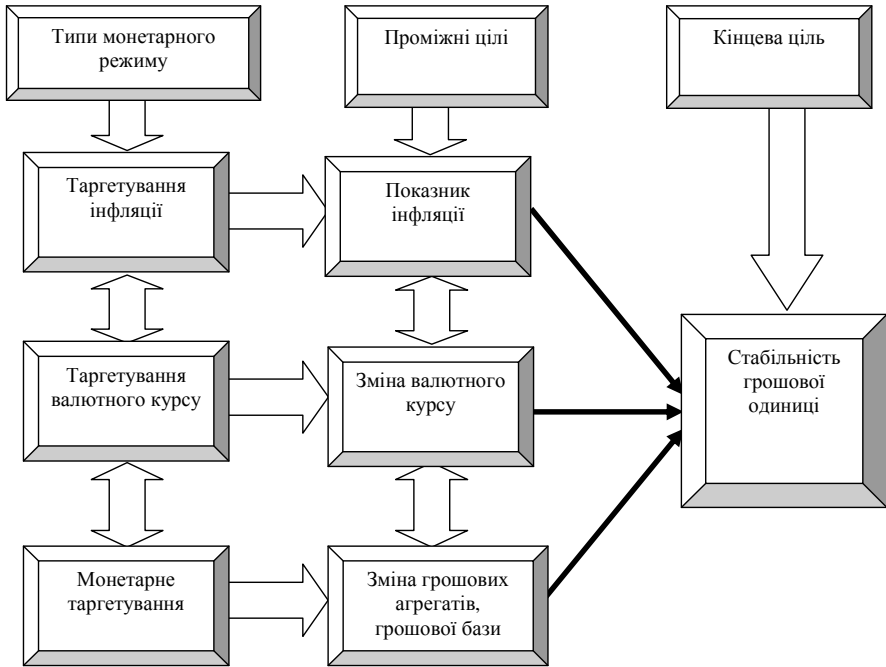 Типи монетарного
режиму
Проміжні цілі
Кінцева ціль
Таргетування
інфляції
Показник
інфляції
Таргетування
валютного курсу
Зміна валютного
курсу
Стабільність
грошової
одиниці
Монетарне
таргетування
Зміна грошових
агрегатів,
грошової бази